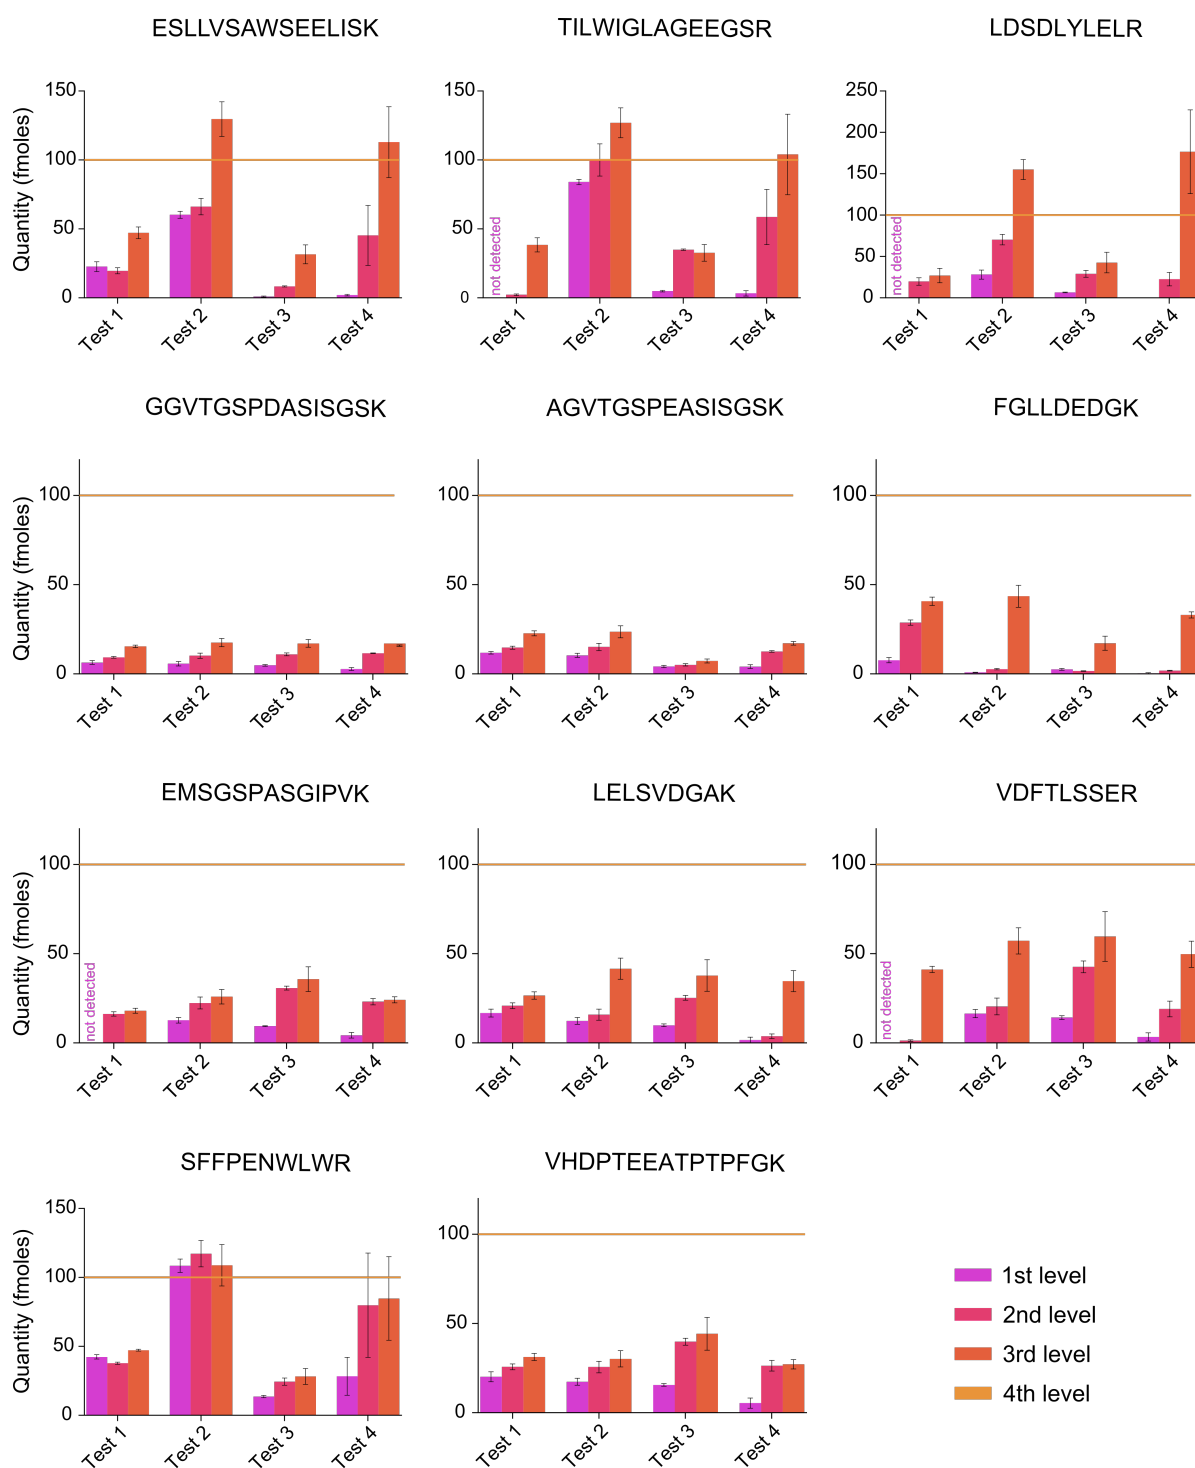 ESLLVSAWSEELISK
TILWIGLAGEEGSR
LDSDLYLELR
Quantity (fmoles)
150
100
50
0
Test 1
Test 2
Test 3
Test 4
150
100
50
0
not detected
Test 1
Test 2
Test 3
Test 4
250
200
150
100
50
0
not detected
Test 1
Test 2
Test 3
Test 4
GGVTGSPDASISGSK
AGVTGSPEASISGSK
FGLLDEDGK
Quantity (fmoles)
100
50
0
Test 1
Test 2
Test 3
Test 4
100
50
0
Test 1
Test 2
Test 3
Test 4
100
50
0
Test 1
Test 2
Test 3
Test 4
EMSGSPASGIPVK
LELSVDGAK
VDFTLSSER
Quantity (fmoles)
100
50
0
not detected
Test 1
Test 2
Test 3
Test 4
100
50
0
Test 1
Test 2
Test 3
Test 4
100
50
0
not detected
Test 1
Test 2
Test 3
Test 4
SFFPENWLWR
VHDPTEEATPTPFGK
Quantity (fmoles)
150
100
50
0
Test 1
Test 2
Test 3
Test 4
100
50
0
Test 1
Test 2
Test 3
Test 4
1st level
2nd level
3rd level
4th level